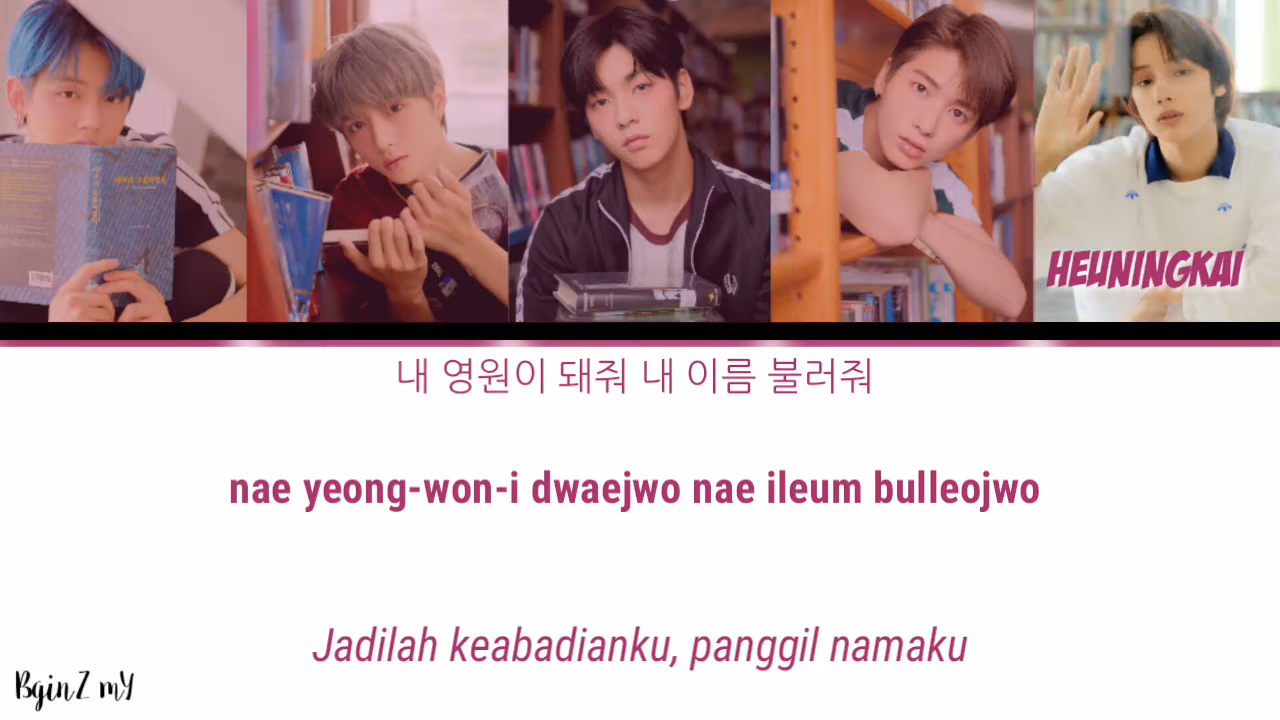 HEUNINGKAI
내 영원이 돼줘 내 이름 불러줘
nae yeong-won-i dwaejwo nae ileum bulleojwo
Jadilah keabadianku, panggil namaku
BginZ mY